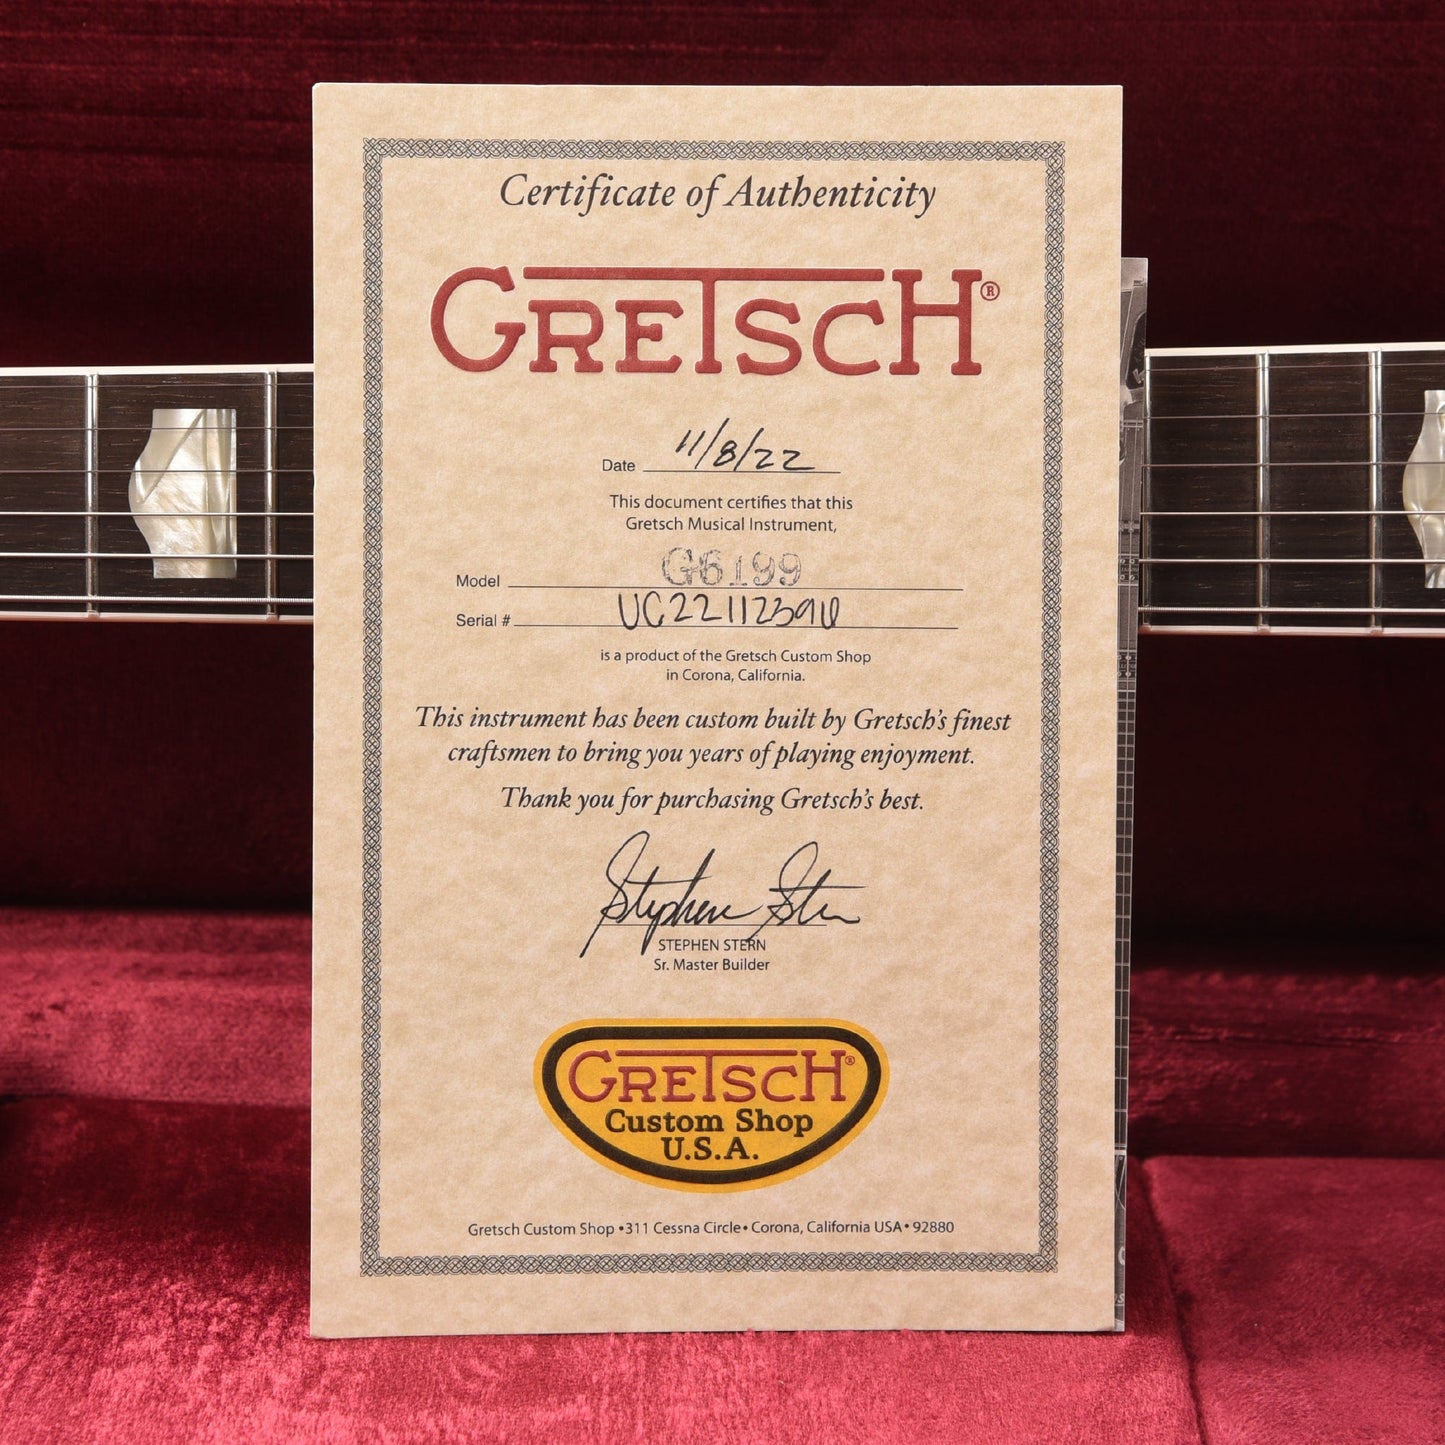 Certificate of Authenticity
GRETSCH®
Date 11/8/22
This document certifies that this
Gretsch Musical Instrument,
Model G6199
Serial # UC22112396
is a product of the Gretsch Custom Shop
in Corona, California.
This instrument has been custom built by Gretsch's finest
craftsmen to bring you years of playing enjoyment.
Thank you for purchasing Gretsch's best.
Stephen Stern
STEPHEN STERN
Sr. Master Builder
GRETSCH®
Custom Shop
U.S.A.
Gretsch Custom Shop •311 Cessna Circle• Corona, California USA• 92880